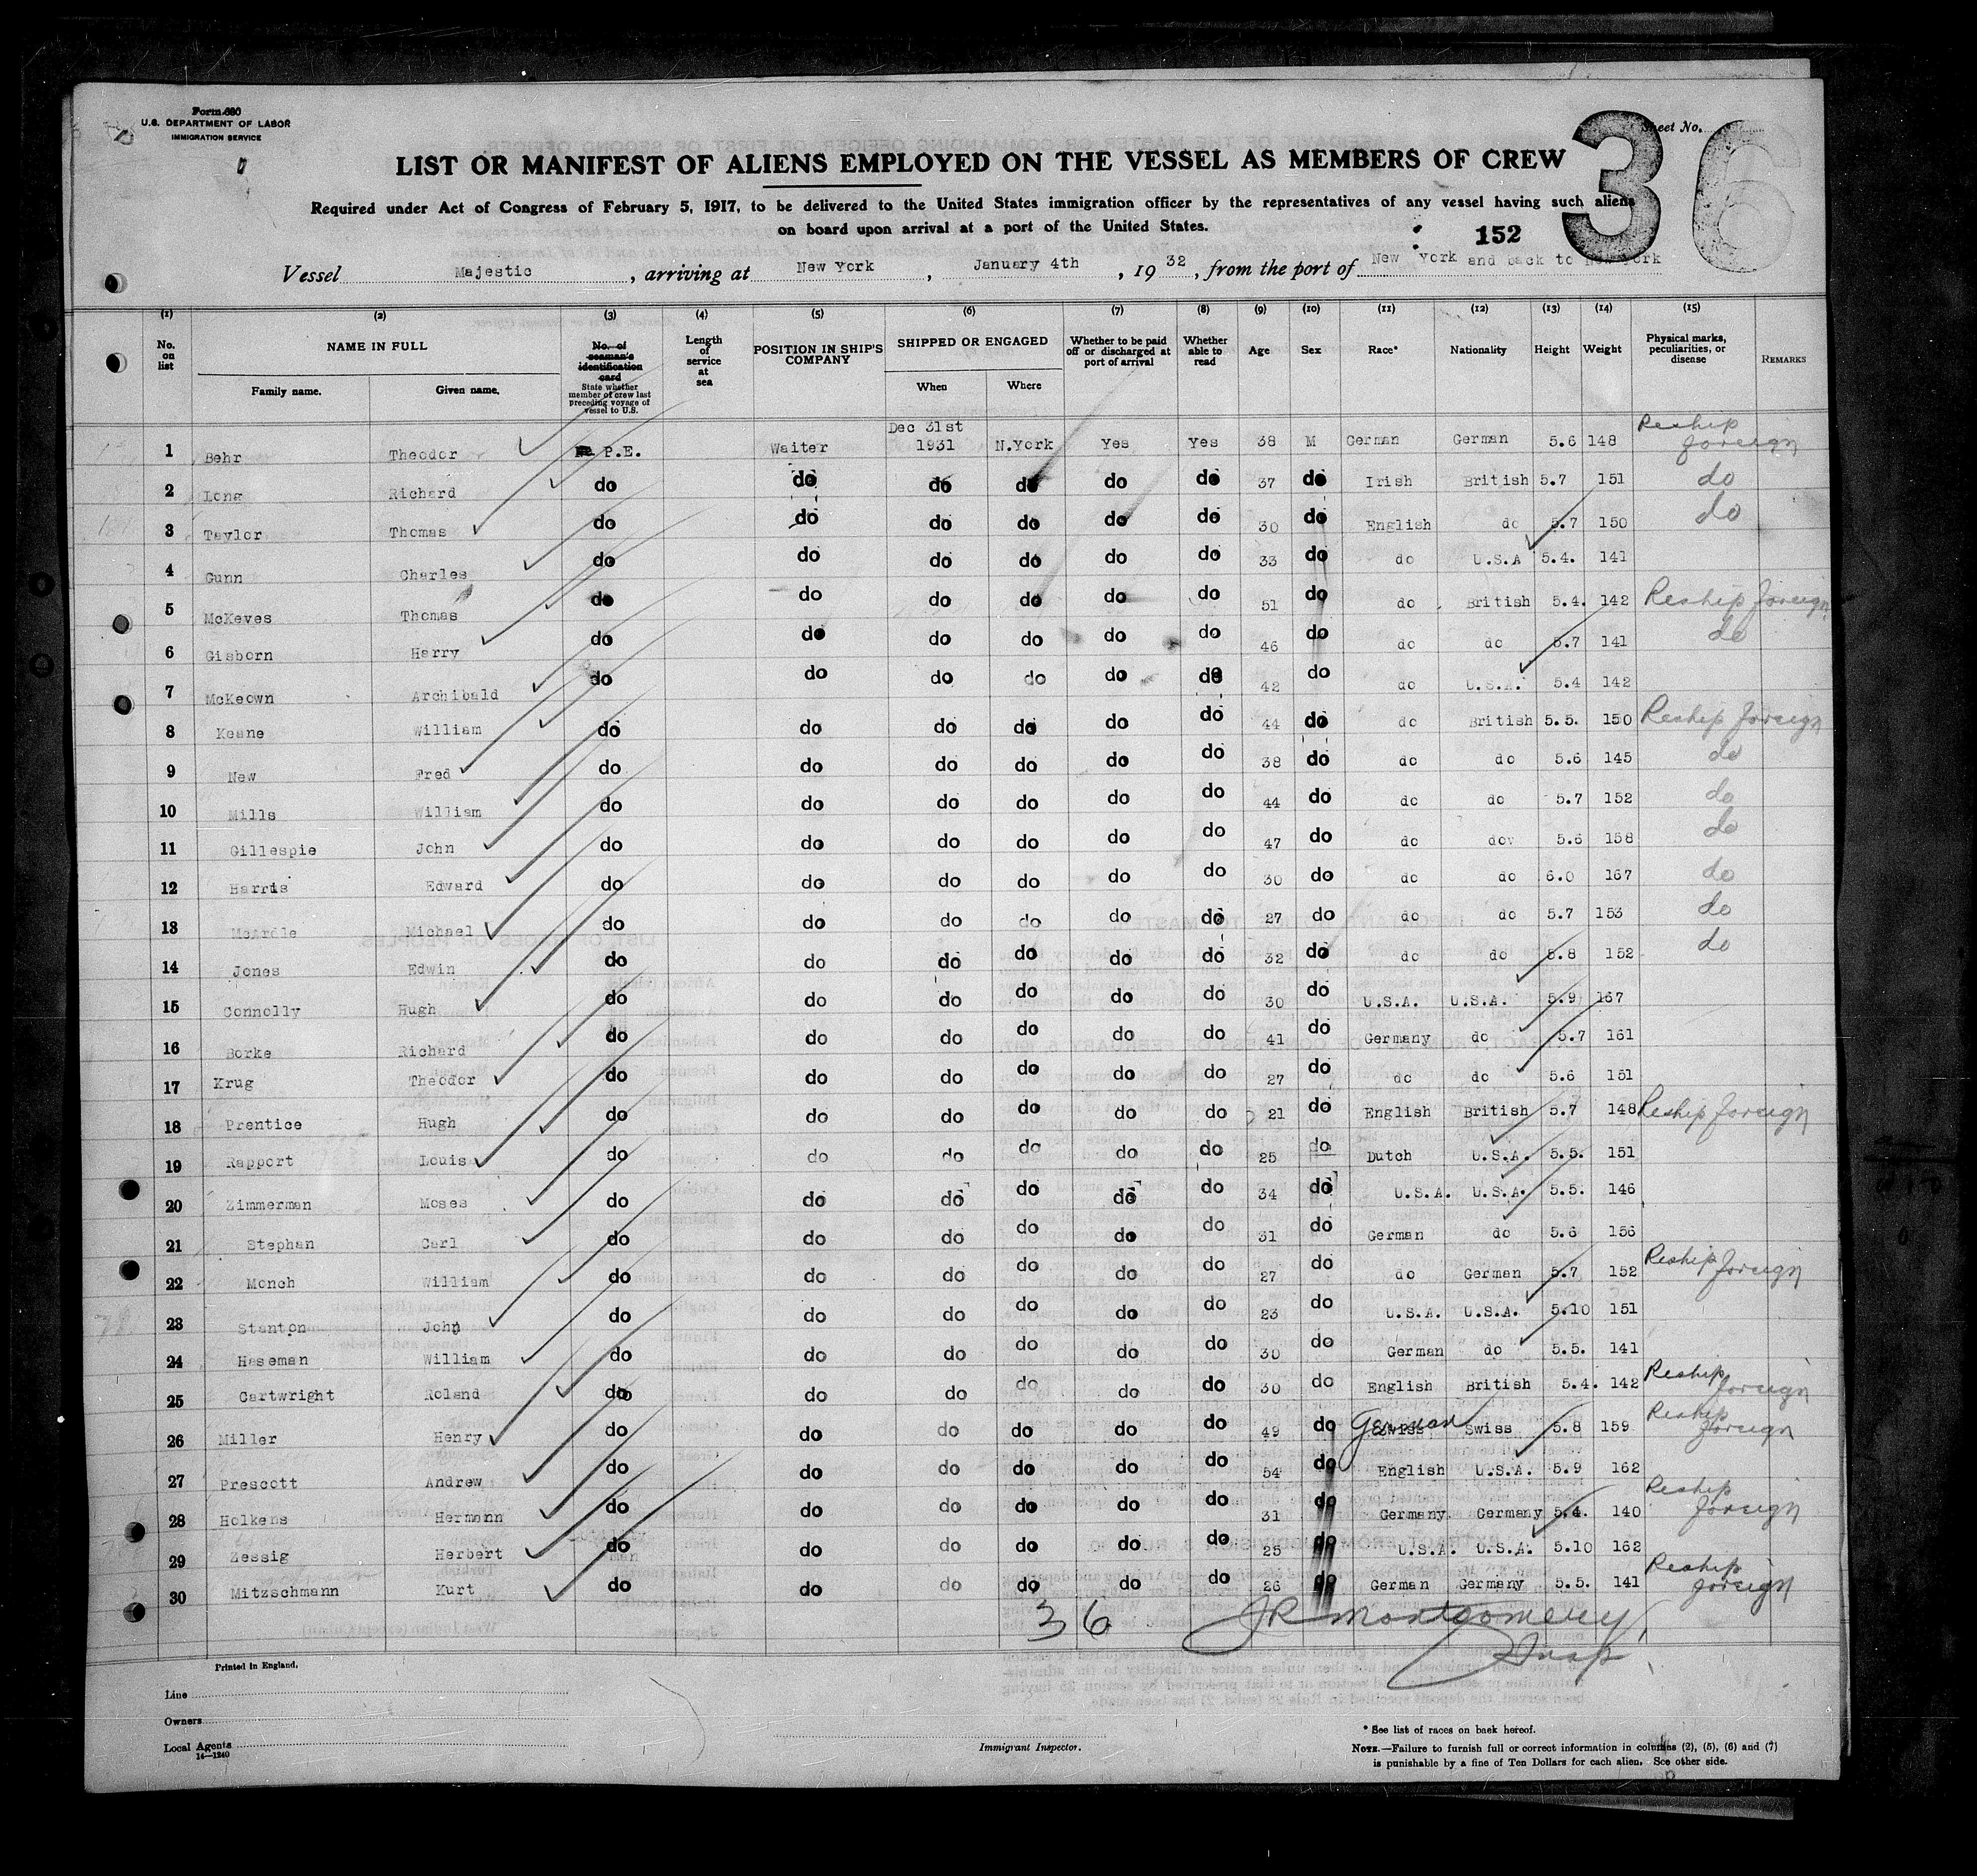 Form 680
U.S. DEPARTMENT OF LABOR
IMMIGRATION SERVICE
Sheet No.
36
LIST OR MANIFEST OF ALIENS EMPLOYED ON THE VESSEL AS MEMBERS OF CREW
Required under Act of Congress of February 5, 1917, to be delivered to the United States immigration officer by the representatives of any vessel having such aliens
on board upon arrival at a port of the United States.
152
Vessel Majestic, arriving at New York, January 4th, 1932, from the port of New York and back to New York
(1) (2) (3) (4) (5) (6) (7) (8) (9) (10) (11) (12) (13) (14) (15)
No. on list NAME IN FULL Family name. Given name. No. of seaman's identification card State whether member of crew last preceding voyage of vessel to U.S. Length of service at sea POSITION IN SHIP'S COMPANY SHIPPED OR ENGAGED When Where Whether to be paid off or discharged at port of arrival Whether able to read Age Sex Race* Nationality Height Weight Physical marks, peculiarities, or disease REMARKS
1 Behr Theodor P.E. Waiter Dec 31st 1931 N.York Yes Yes 38 M German German 5.6 148 Reship foreign
2 Long Richard do do do do do do 37 do Irish British 5.7 151 do
3 Taylor Thomas do do do do do do 30 do English do 5.7 150 do
4 Gunn Charles do do do do do do 33 do do U.S.A 5.4. 141
5 McKeves Thomas do do do do do do 51 do do British 5.4. 142 Reship foreign
6 Gisborn Harry do do do do do do 46 do do do 5.7 141 do
7 McKeown Archibald do do do do do do 42 do do U.S.A. 5.4 142
8 Keane William do do do do do do 44 do do British 5.5. 150 Reship foreign
9 New Fred do do do do do do 38 do do do 5.6 145 do
10 Mills William do do do do do do 44 do do do 5.7 152 do
11 Gillespie John do do do do do do 47 do do do 5.6 158 do
12 Harris Edward do do do do do do 30 do do do 6.0 167 do
13 Mcardle Michael do do do do do do 27 do do do 5.7 153 do
14 Jones Edwin do do do do do do 32 do do do 5.8 152 do
15 Connolly Hugh do do do do do do 30 do U.S.A. U.S.A. 5.9 167
16 Borke Richard do do do do do do 41 do Germany do 5.7 161
17 Krug Theodor do do do do do do 27 do do do 5.6 151
18 Prentice Hugh do do do do do do 21 do English British 5.7 148 Reship foreign
19 Rapport Louis do do do do do do 25 do Dutch U.S.A. 5.5. 151
20 Zimmerman Moses do do do do do do 34 do U.S.A. U.S.A. 5.5. 146
21 Stephan Carl do do do do do do 31 do German do 5.6 156
22 Monch William do do do do do do 27 do do German 5.7 152 Reship foreign
23 Stanton John do do do do do do 23 do U.S.A. U.S.A. 5.10 151
24 Haseman William do do do do do do 30 do German do 5.5. 141
25 Cartwright Roland do do do do do do 30 do English British 5.4. 142 Reship foreign
26 Miller Henry do do do do do do 49 do German Swiss Swiss 5.8 159 Reship foreign
27 Prescott Andrew do do do do do do 54 do English U.S.A. 5.9 162
28 Holkens Hermann do do do do do do 31 do Germany. Germany 5.4. 140 Reship foreign
29 Zessig Herbert do do do do do do 25 do U.S.A. U.S.A. 5.10 162
30 Mitzschmann Kurt do do do do do do 26 do German Germany 5.5. 141 Reship foreign
36 JR Montgomery
Insp
Printed in England.
Line
Owners
Local Agents
14—1240
Immigrant Inspector.
* See list of races on back hereof.
NOTE.—Failure to furnish full or correct information in columns (2), (5), (6) and (7)
is punishable by a fine of Ten Dollars for each alien. See other side.